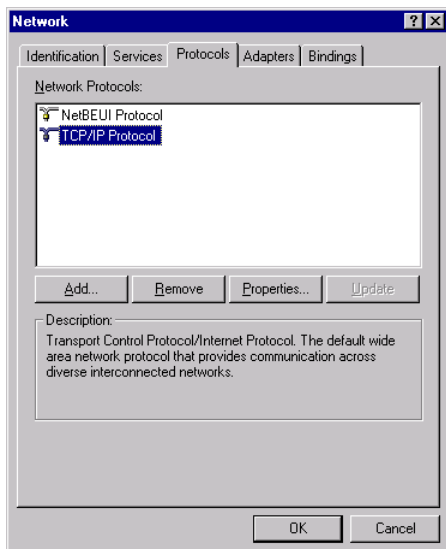 Network
Identification Services Protocols Adapters Bindings
Network Protocols:
NetBEUI Protocol
TCP/IP Protocol
Add... Remove Properties... Update
Description:
Transport Control Protocol/Internet Protocol. The default wide
area network protocol that provides communication across
diverse interconnected networks.
OK Cancel